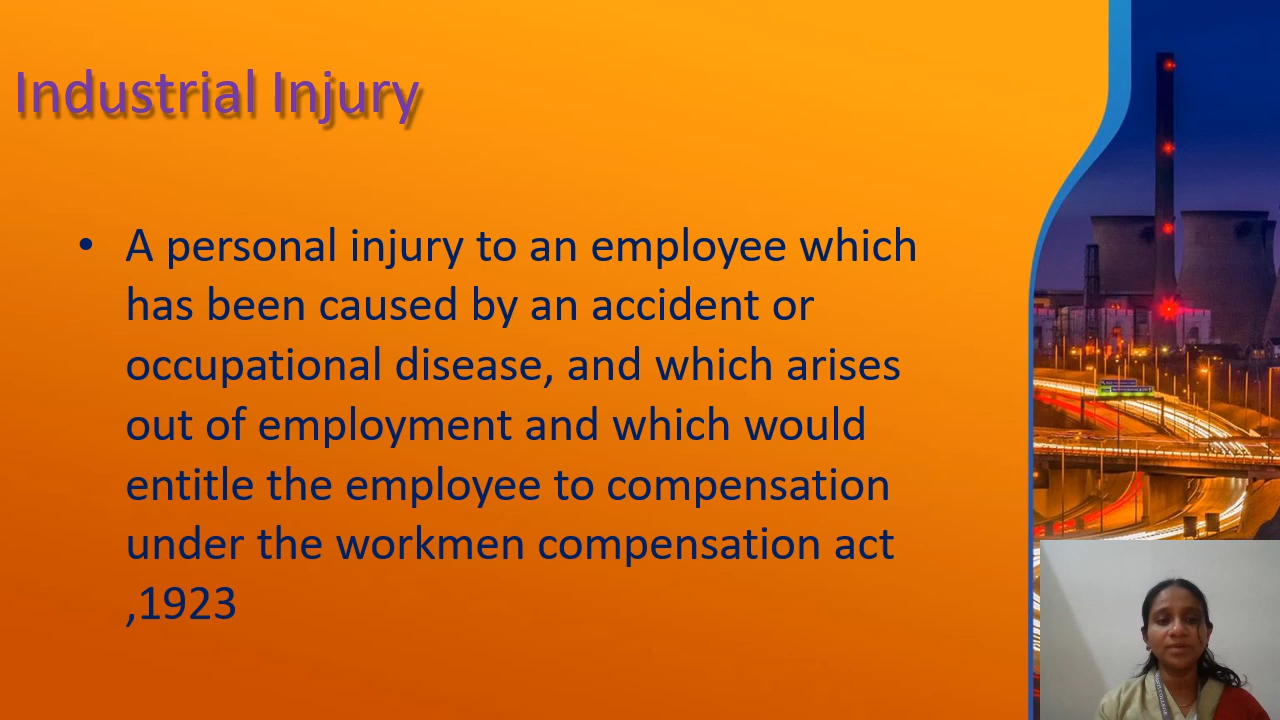 Industrial Injury
• A personal injury to an employee which
has been caused by an accident or
occupational disease, and which arises
out of employment and which would
entitle the employee to compensation
under the workmen compensation act
,1923